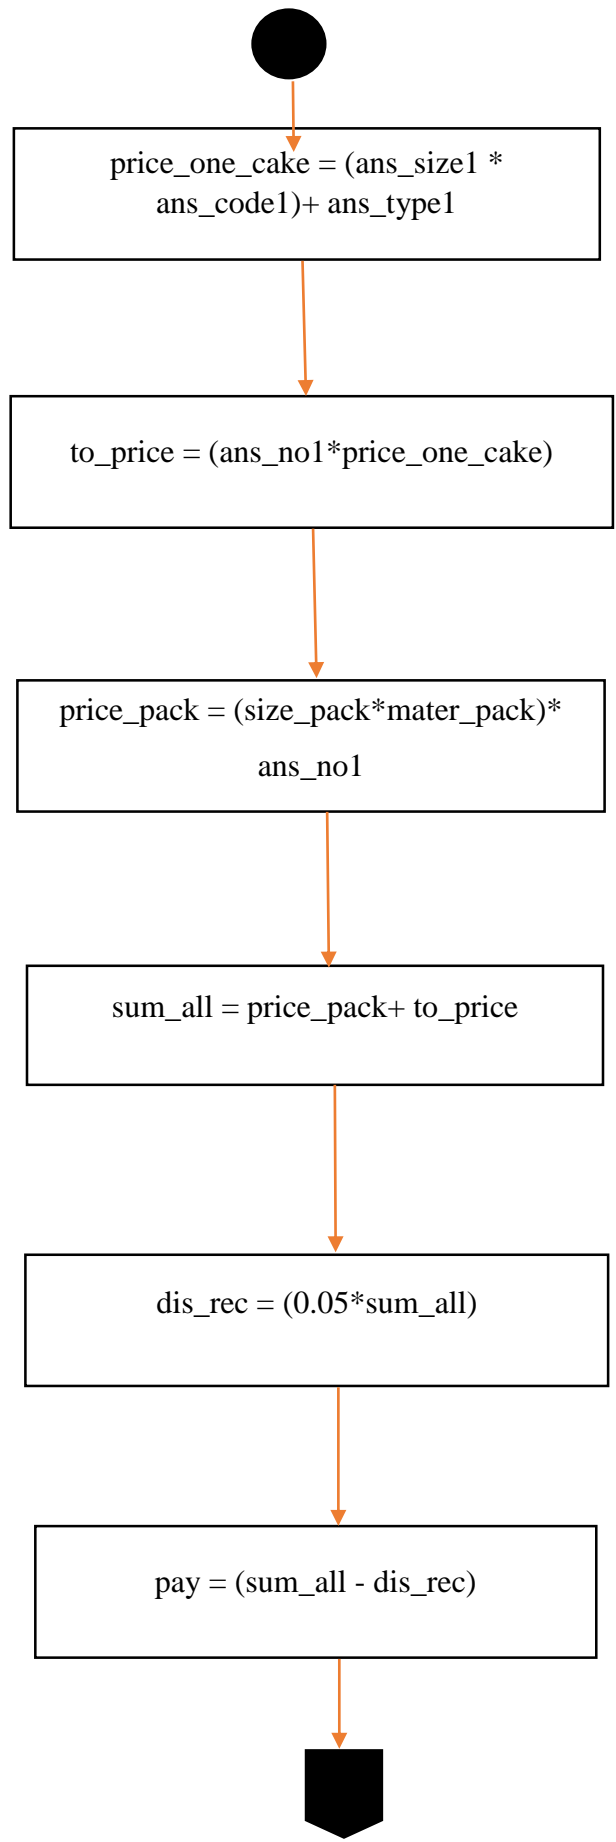 price_one_cake = (ans_size1 *
ans_code1)+ ans_type1
to_price = (ans_no1*price_one_cake)
price_pack = (size_pack*mater_pack)*
ans_no1
sum_all = price_pack+ to_price
dis_rec = (0.05*sum_all)
pay = (sum_all - dis_rec)